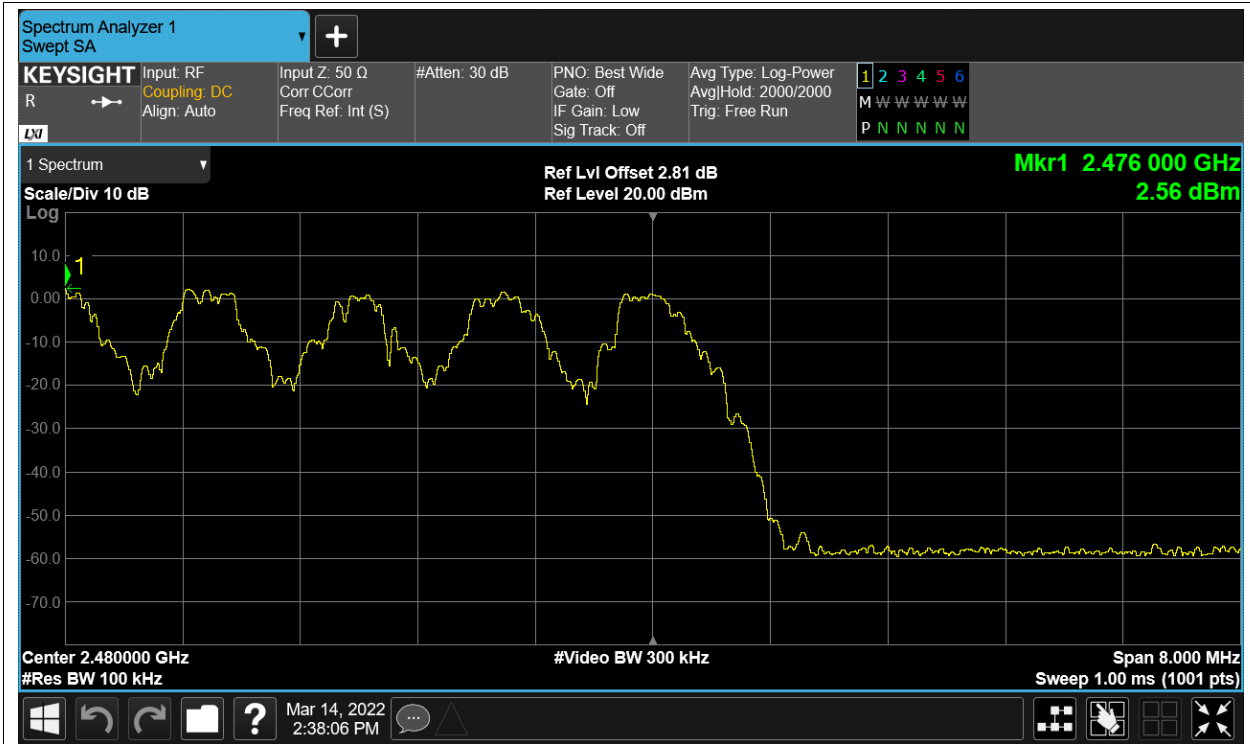 Spectrum Analyzer 1
Swept SA
KEYSIGHT
R
LXI
Input: RF
Coupling: DC
Align: Auto
Input Z: 50 Ω
Corr CCorr
Freq Ref: Int (S)
#Atten: 30 dB
PNO: Best Wide
Gate: Off
IF Gain: Low
Sig Track: Off
Avg Type: Log-Power
Avg|Hold: 2000/2000
Trig: Free Run
1 2 3 4 5 6
M W W W W W
P N N N N N
1 Spectrum
Scale/Div 10 dB
Log
Ref Lvl Offset 2.81 dB
Ref Level 20.00 dBm
Mkr1 2.476 000 GHz
2.56 dBm
10.0
1
0.00
-10.0
-20.0
-30.0
-40.0
-50.0
-60.0
-70.0
Center 2.480000 GHz
#Video BW 300 kHz
Span 8.000 MHz
#Res BW 100 kHz
Sweep 1.00 ms (1001 pts)
?
Mar 14, 2022
2:38:06 PM